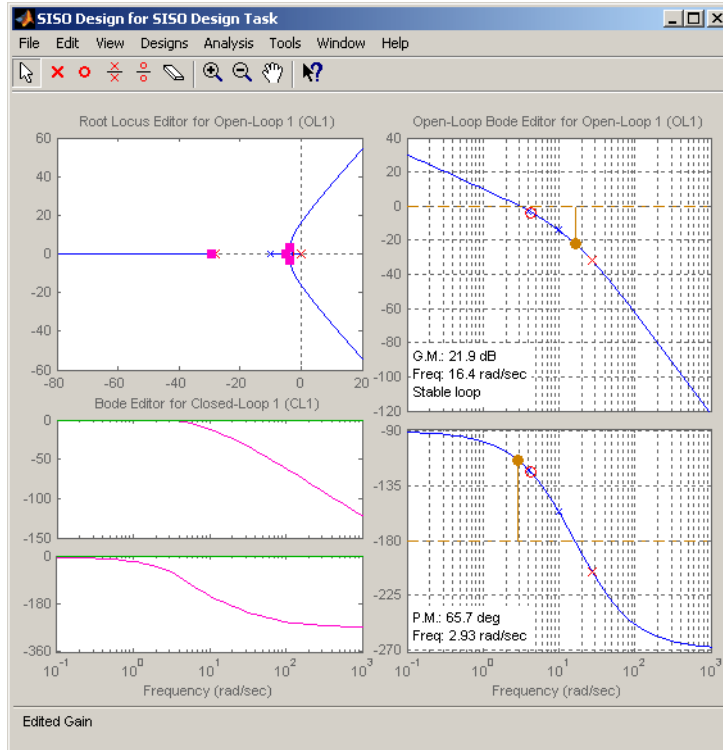 SISO Design for SISO Design Task
File Edit View Designs Analysis Tools Window Help
Root Locus Editor for Open-Loop 1 (OL1)
60
40
20
0
-20
-40
-60
-80 -60 -40 -20 0 20
Bode Editor for Closed-Loop 1 (CL1)
0
-50
-100
-150
0
-180
-360
10^-1 10^0 10^1 10^2 10^3
Frequency (rad/sec)
Open-Loop Bode Editor for Open-Loop 1 (OL1)
40
20
0
-20
-40
-60
-80
-100
-120
G.M.: 21.9 dB
Freq: 16.4 rad/sec
Stable loop
-90
-135
-180
-225
-270
P.M.: 65.7 deg
Freq: 2.93 rad/sec
10^-1 10^0 10^1 10^2 10^3
Frequency (rad/sec)
Edited Gain